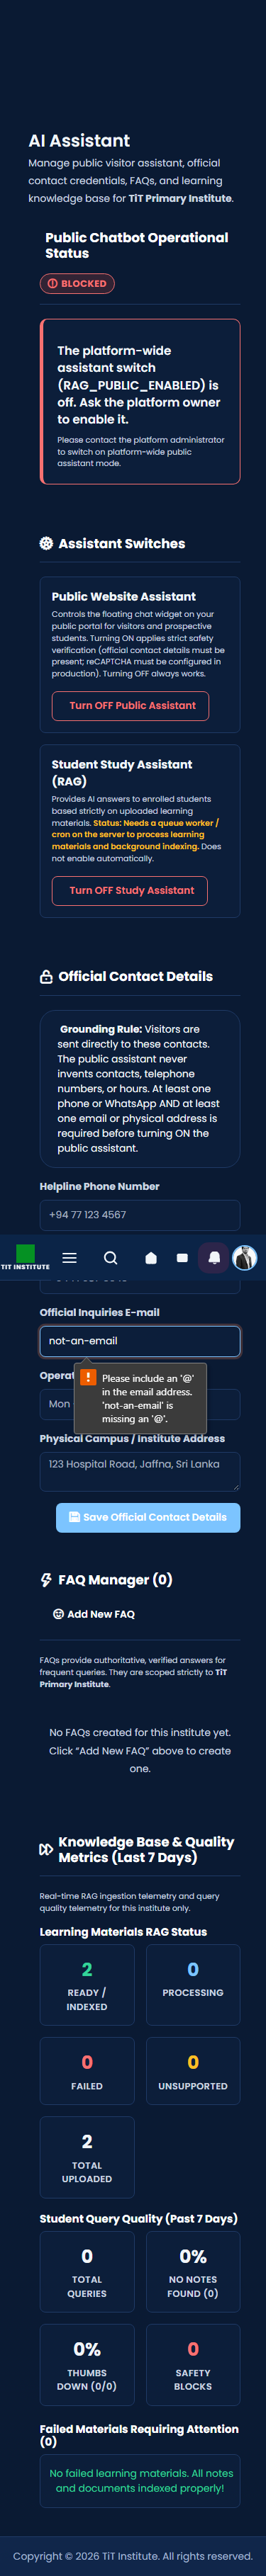 AI Assistant
Manage public visitor assistant, official
contact credentials, FAQs, and learning
knowledge base for TiT Primary Institute.
Public Chatbot Operational
Status
BLOCKED
The platform-wide
assistant switch
(RAG_PUBLIC_ENABLED) is
off. Ask the platform owner
to enable it.
Please contact the platform administrator
to switch on platform-wide public
assistant mode.
Assistant Switches
Public Website Assistant
Controls the floating chat widget on your
public portal for visitors and prospective
students. Turning ON applies strict safety
verification (official contact details must be
present; reCAPTCHA must be configured in
production). Turning OFF always works.
Turn OFF Public Assistant
Student Study Assistant
(RAG)
Provides AI answers to enrolled students
based strictly on uploaded learning
materials. Status: Needs a queue worker /
cron on the server to process learning
materials and background indexing. Does
not enable automatically.
Turn OFF Study Assistant
Official Contact Details
Grounding Rule: Visitors are
sent directly to these contacts.
The public assistant never
invents contacts, telephone
numbers, or hours. At least one
phone or WhatsApp AND at least
one email or physical address is
required before turning ON the
public assistant.
Helpline Phone Number
+94 77 123 4567
TIT INSTITUTE
Official Inquiries E-mail
not-an-email
Please include an '@'
in the email address.
'not-an-email' is
missing an '@'.
Operat
Mon
Physical Campus / Institute Address
123 Hospital Road, Jaffna, Sri Lanka
Save Official Contact Details
FAQ Manager (0)
Add New FAQ
FAQs provide authoritative, verified answers for
frequent queries. They are scoped strictly to TiT
Primary Institute.
No FAQs created for this institute yet.
Click “Add New FAQ” above to create
one.
Knowledge Base & Quality
Metrics (Last 7 Days)
Real-time RAG ingestion telemetry and query
quality telemetry for this institute only.
Learning Materials RAG Status
2
READY /
INDEXED
0
PROCESSING
0
FAILED
0
UNSUPPORTED
2
TOTAL
UPLOADED
Student Query Quality (Past 7 Days)
0
TOTAL
QUERIES
0%
NO NOTES
FOUND (0)
0%
THUMBS
DOWN (0/0)
0
SAFETY
BLOCKS
Failed Materials Requiring Attention
(0)
No failed learning materials. All notes
and documents indexed properly!
Copyright © 2026 TiT Institute. All rights reserved.